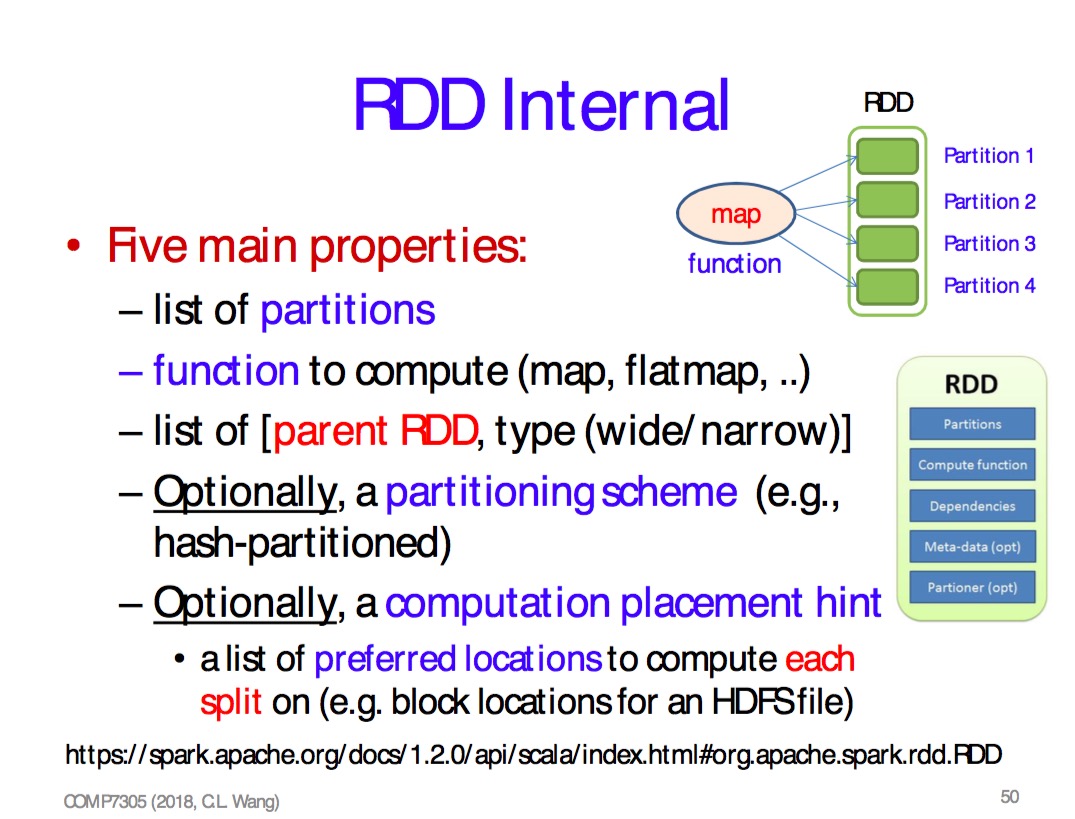 RDD Internal
RDD
Partition 1
Partition 2
Partition 3
Partition 4
map
function
• Five main properties:
– list of partitions
– function to compute (map, flatmap, ..)
– list of [parent RDD, type (wide/narrow)]
– Optionally, a partitioning scheme (e.g.,
hash-partitioned)
– Optionally, a computation placement hint
• a list of preferred locations to compute each
split on (e.g. block locations for an HDFS file)
RDD
Partitions
Compute function
Dependencies
Meta-data (opt)
Partioner (opt)
https://spark.apache.org/docs/1.2.0/api/scala/index.html#org.apache.spark.rdd.RDD
COMP7305 (2018, C.L. Wang)
50